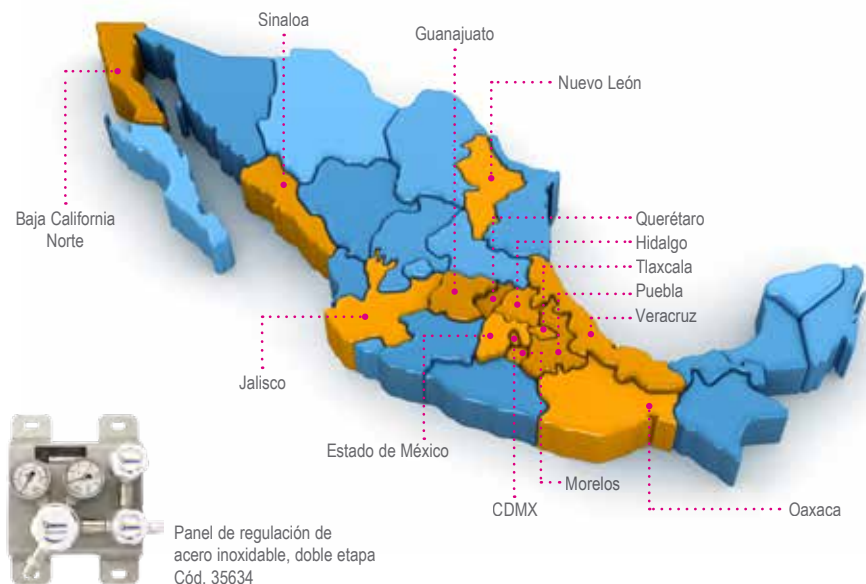 Sinaloa
Guanajuato
Nuevo León
Baja California
Norte
Querétaro
Hidalgo
Tlaxcala
Puebla
Veracruz
Jalisco
Estado de México
Morelos
CDMX
Oaxaca
Panel de regulación de
acero inoxidable, doble etapa
Cód. 35634